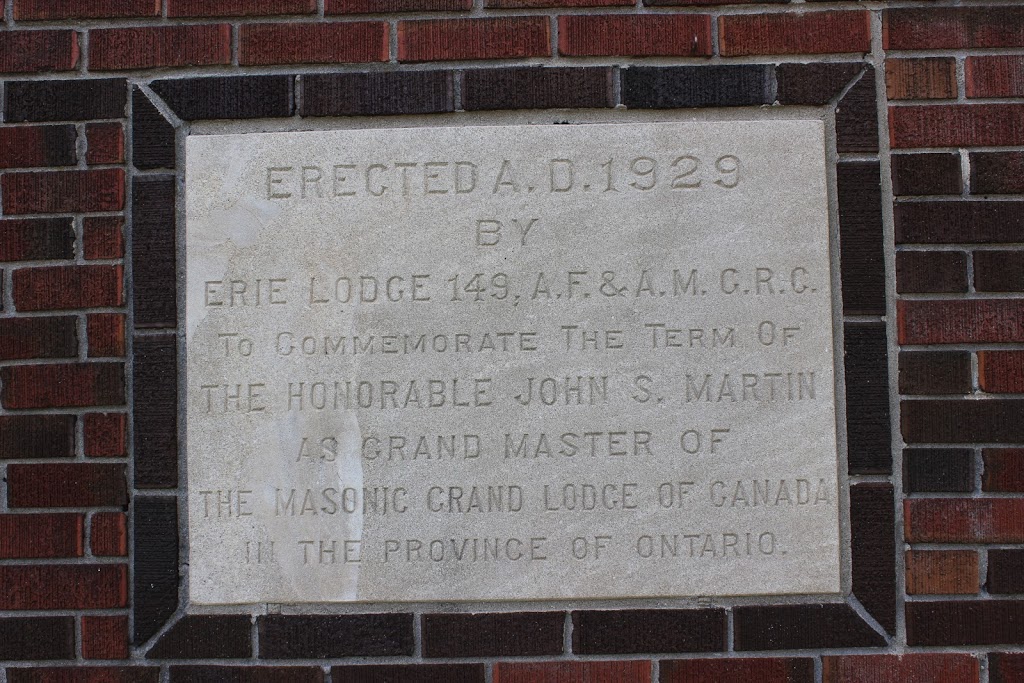 ERECTED A.D. 1929
BY
ERIE LODGE 149, A.F. & A.M. G.R.C.
To Commemorate The Term Of
THE HONORABLE JOHN S. MARTIN
AS GRAND MASTER OF
THE MASONIC GRAND LODGE OF CANADA
IN THE PROVINCE OF ONTARIO.